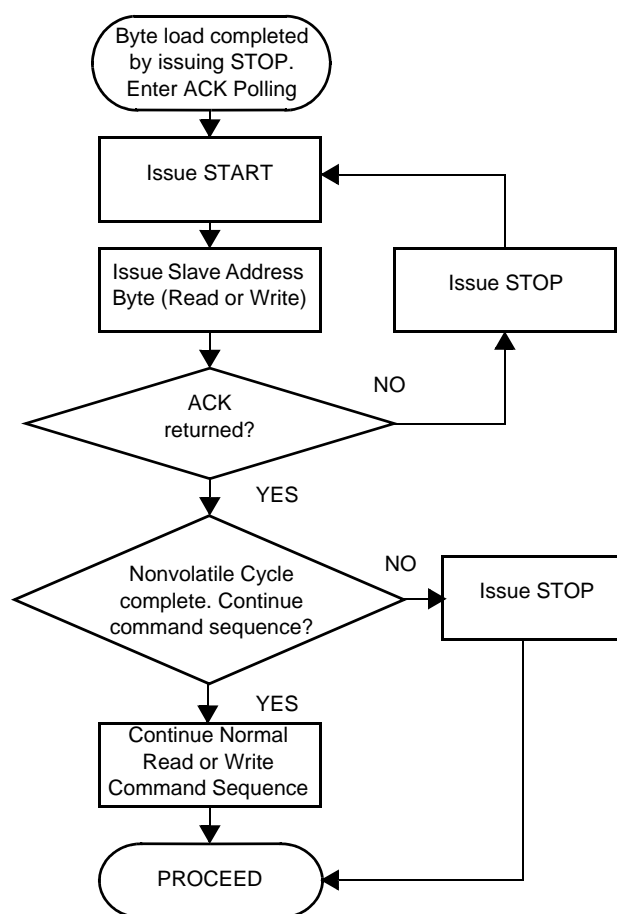 Byte load completed
by issuing STOP.
Enter ACK Polling
Issue START
Issue Slave Address
Byte (Read or Write)
Issue STOP
ACK
returned?
NO
YES
Nonvolatile Cycle
complete. Continue
command sequence?
NO
Issue STOP
YES
Continue Normal
Read or Write
Command Sequence
PROCEED